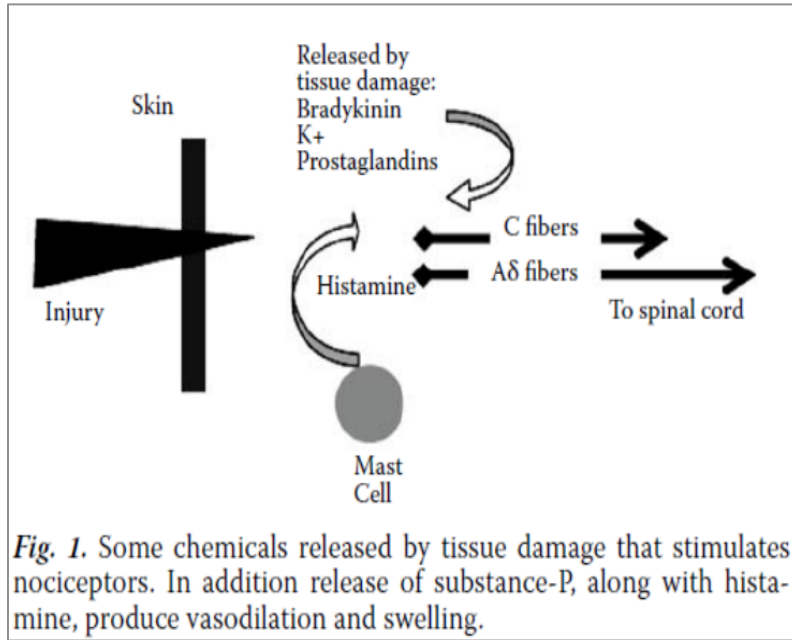 Released by
tissue damage:
Bradykinin
K+
Prostaglandins
Skin
C fibers
Aδ fibers
Histamine
To spinal cord
Injury
Mast
Cell
Fig. 1. Some chemicals released by tissue damage that stimulates
nociceptors. In addition release of substance-P, along with hista-
mine, produce vasodilation and swelling.